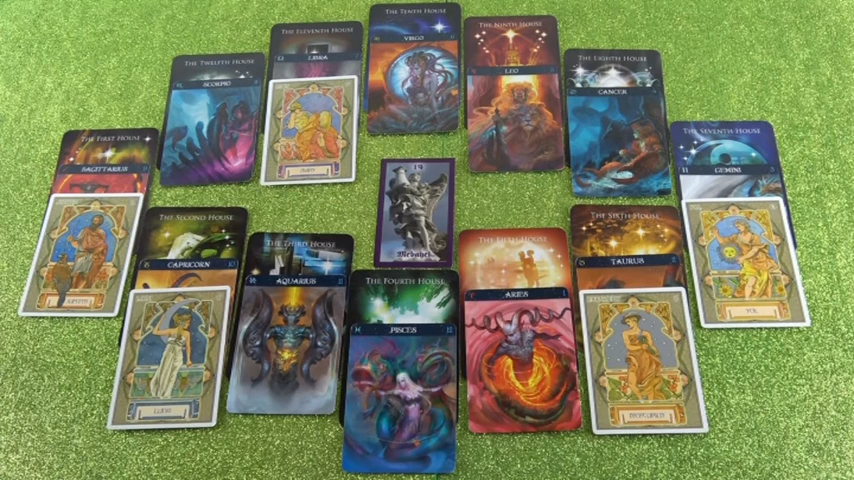 THE TENTH HOUSE
VIRGO
THE ELEVENTH HOUSE
LIBRA
THE NINTH HOUSE
LEO
THE TWELFTH HOUSE
SCORPIO
THE EIGHTH HOUSE
CANCER
THE FIRST HOUSE
SAGITTARIUS
THE SEVENTH HOUSE
GEMINI
THE SECOND HOUSE
CAPRICORN
THE THIRD HOUSE
AQUARIUS
THE FOURTH HOUSE
PISCES
12
THE FIFTH HOUSE
ARIES
THE SIXTH HOUSE
TAURUS
Mebahel